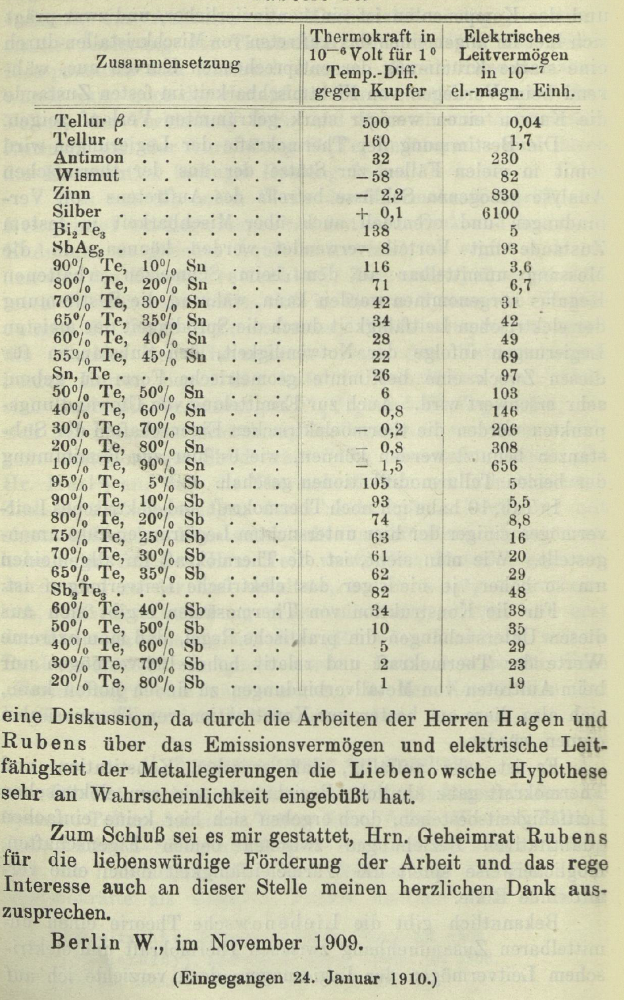 Zusammensetzung
Thermokraft in
10⁻⁶ Volt für 1⁰
Temp.-Diff.
gegen Kupfer
Elektrisches
Leitvermögen
in 10⁻⁷
el.-magn. Einh.
Tellur β . . . . . . . . 500 0,04
Tellur α . . . . . . . 160 1,7
Antimon . . . . . . . 32 230
Wismut . . . . . . . −58 82
Zinn . . . . . . . − 2,2 830
Silber . . . . . . . . + 0,1 6100
Bi₂Te₃ . . . . . . . 138 5
SbAg₃ . . . . . . . . − 8 93
90% Te, 10% Sn . . . 116 3,6
80% Te, 20% Sn . . . 71 6,7
70% Te, 30% Sn . . . 42 31
65% Te, 35% Sn . . . 34 42
60% Te, 40% Sn . . . 28 49
55% Te, 45% Sn . . . 22 69
Sn, Te . . . . . . . 26 97
50% Te, 50% Sn . . . 6 103
40% Te, 60% Sn . . . 0,8 146
30% Te, 70% Sn . . . − 0,2 206
20% Te, 80% Sn . . . − 0,8 308
10% Te, 90% Sn . . . − 1,5 656
95% Te, 5% Sb . . . 105 5
90% Te, 10% Sb . . . 93 5,5
80% Te, 20% Sb . . . 74 8,8
75% Te, 25% Sb . . . 63 16
70% Te, 30% Sb . . . 61 20
65% Te, 35% Sb . . . 62 29
Sb₂Te₃ . . . . . . . . 82 48
60% Te, 40% Sb . . . 34 38
50% Te, 50% Sb . . . 10 35
40% Te, 60% Sb . . . 5 29
30% Te, 70% Sb . . . 2 23
20% Te, 80% Sb . . . 1 19
eine Diskussion, da durch die Arbeiten der Herren Hagen und
Rubens über das Emissionsvermögen und elektrische Leit-
fähigkeit der Metallegierungen die Liebenowsche Hypothese
sehr an Wahrscheinlichkeit eingebüßt hat.
Zum Schluß sei es mir gestattet, Hrn. Geheimrat Rubens
für die liebenswürdige Förderung der Arbeit und das rege
Interesse auch an dieser Stelle meinen herzlichen Dank aus-
zusprechen.
Berlin W., im November 1909.
(Eingegangen 24. Januar 1910.)